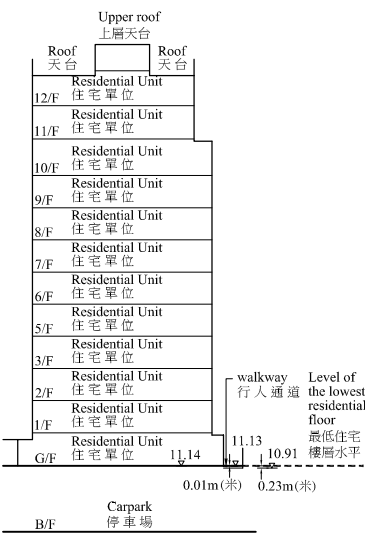 Upper roof
上層天台
Roof
天台
Roof
天台
Residential Unit
12/F 住宅單位
Residential Unit
11/F 住宅單位
Residential Unit
10/F 住宅單位
Residential Unit
9/F 住宅單位
Residential Unit
8/F 住宅單位
Residential Unit
7/F 住宅單位
Residential Unit
6/F 住宅單位
Residential Unit
5/F 住宅單位
Residential Unit
3/F 住宅單位
Residential Unit
2/F 住宅單位
Residential Unit
1/F 住宅單位
Residential Unit
G/F 住宅單位
11.14
walkway
行人通道
11.13
10.91
0.01m(米)
0.23m(米)
Level of
the lowest
residential
floor
最低住宅
樓層水平
Carpark
B/F 停車場